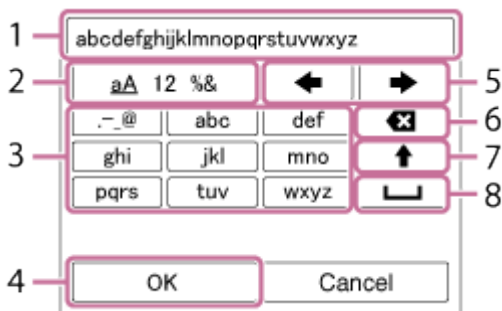 1 abcdefghijklmnopqrstuvwxyz
2 aA 12 %& 5
.-_@ abc def 6
3 ghi jkl mno 7
pqrs tuv wxyz 8
4 OK Cancel